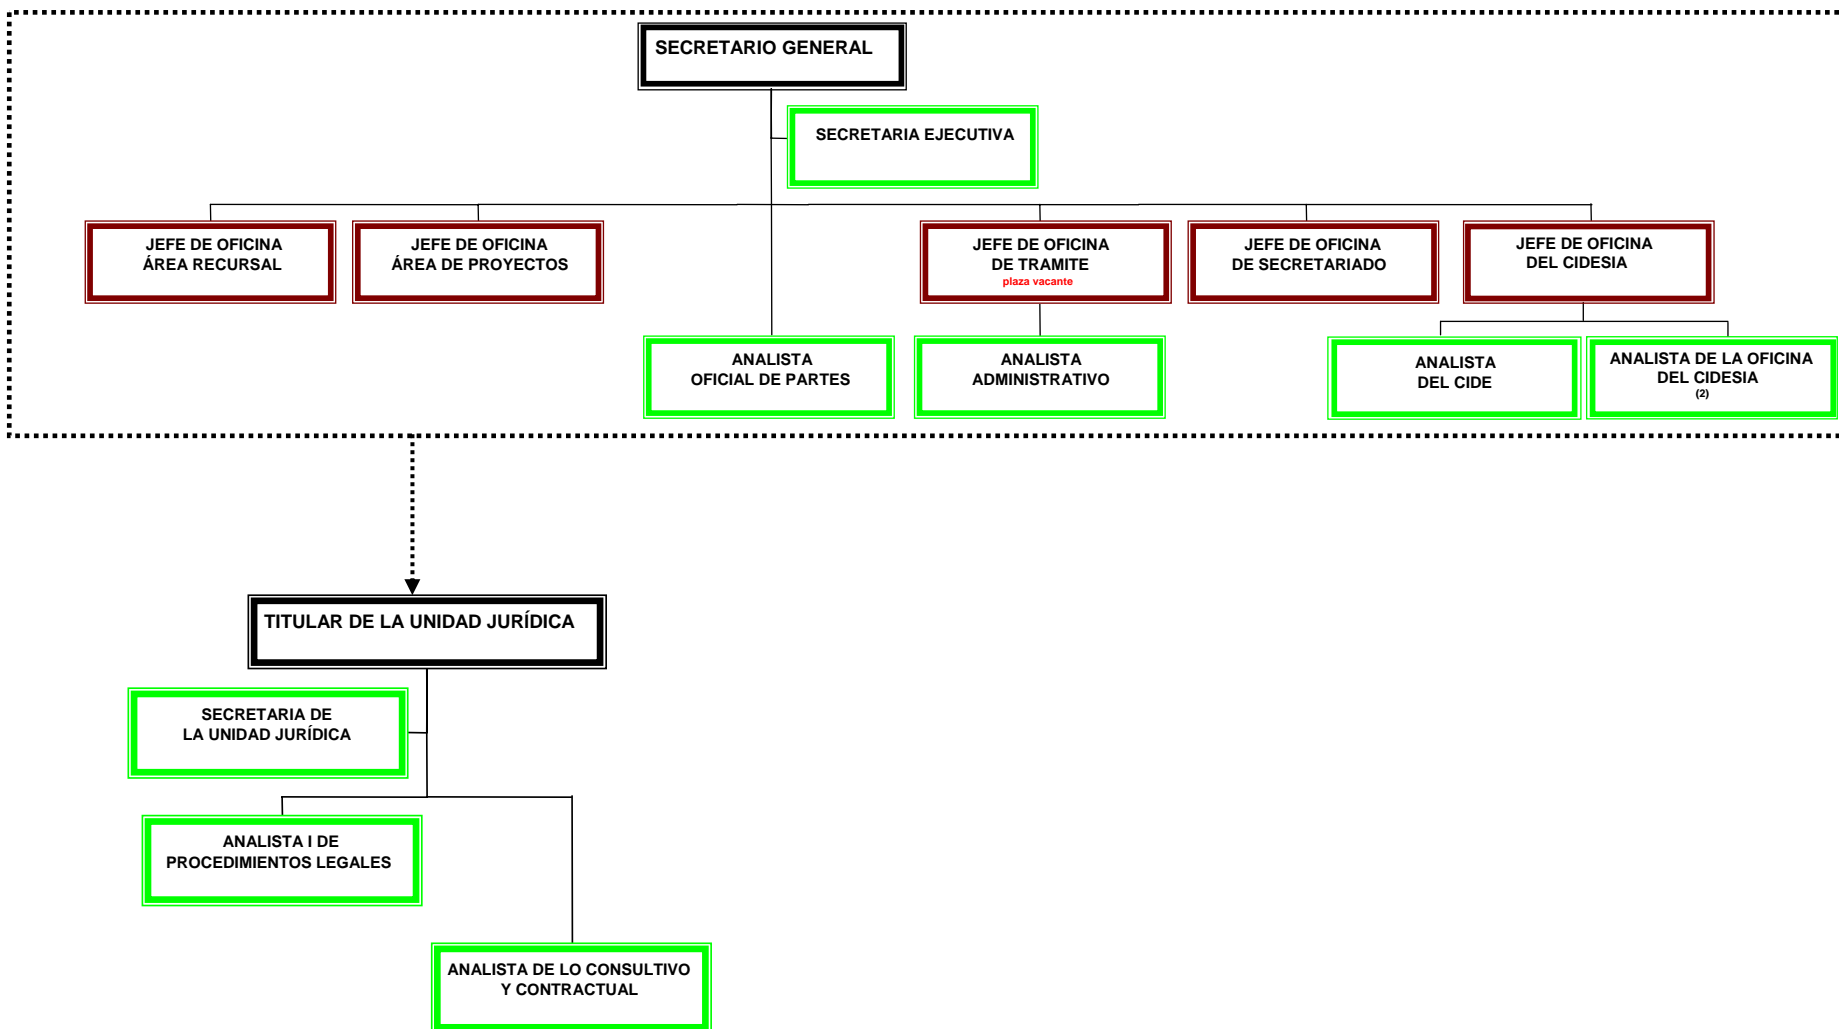 SECRETARIO GENERAL
SECRETARIA EJECUTIVA
JEFE DE OFICINA
ÁREA RECURSAL
JEFE DE OFICINA
ÁREA DE PROYECTOS
JEFE DE OFICINA
DE TRAMITE
plaza vacante
JEFE DE OFICINA
DE SECRETARIADO
JEFE DE OFICINA
DEL CIDESIA
ANALISTA
OFICIAL DE PARTES
ANALISTA
ADMINISTRATIVO
ANALISTA
DEL CIDE
ANALISTA DE LA OFICINA
DEL CIDESIA
(2)
TITULAR DE LA UNIDAD JURÍDICA
SECRETARIA DE
LA UNIDAD JURÍDICA
ANALISTA I DE
PROCEDIMIENTOS LEGALES
ANALISTA DE LO CONSULTIVO
Y CONTRACTUAL